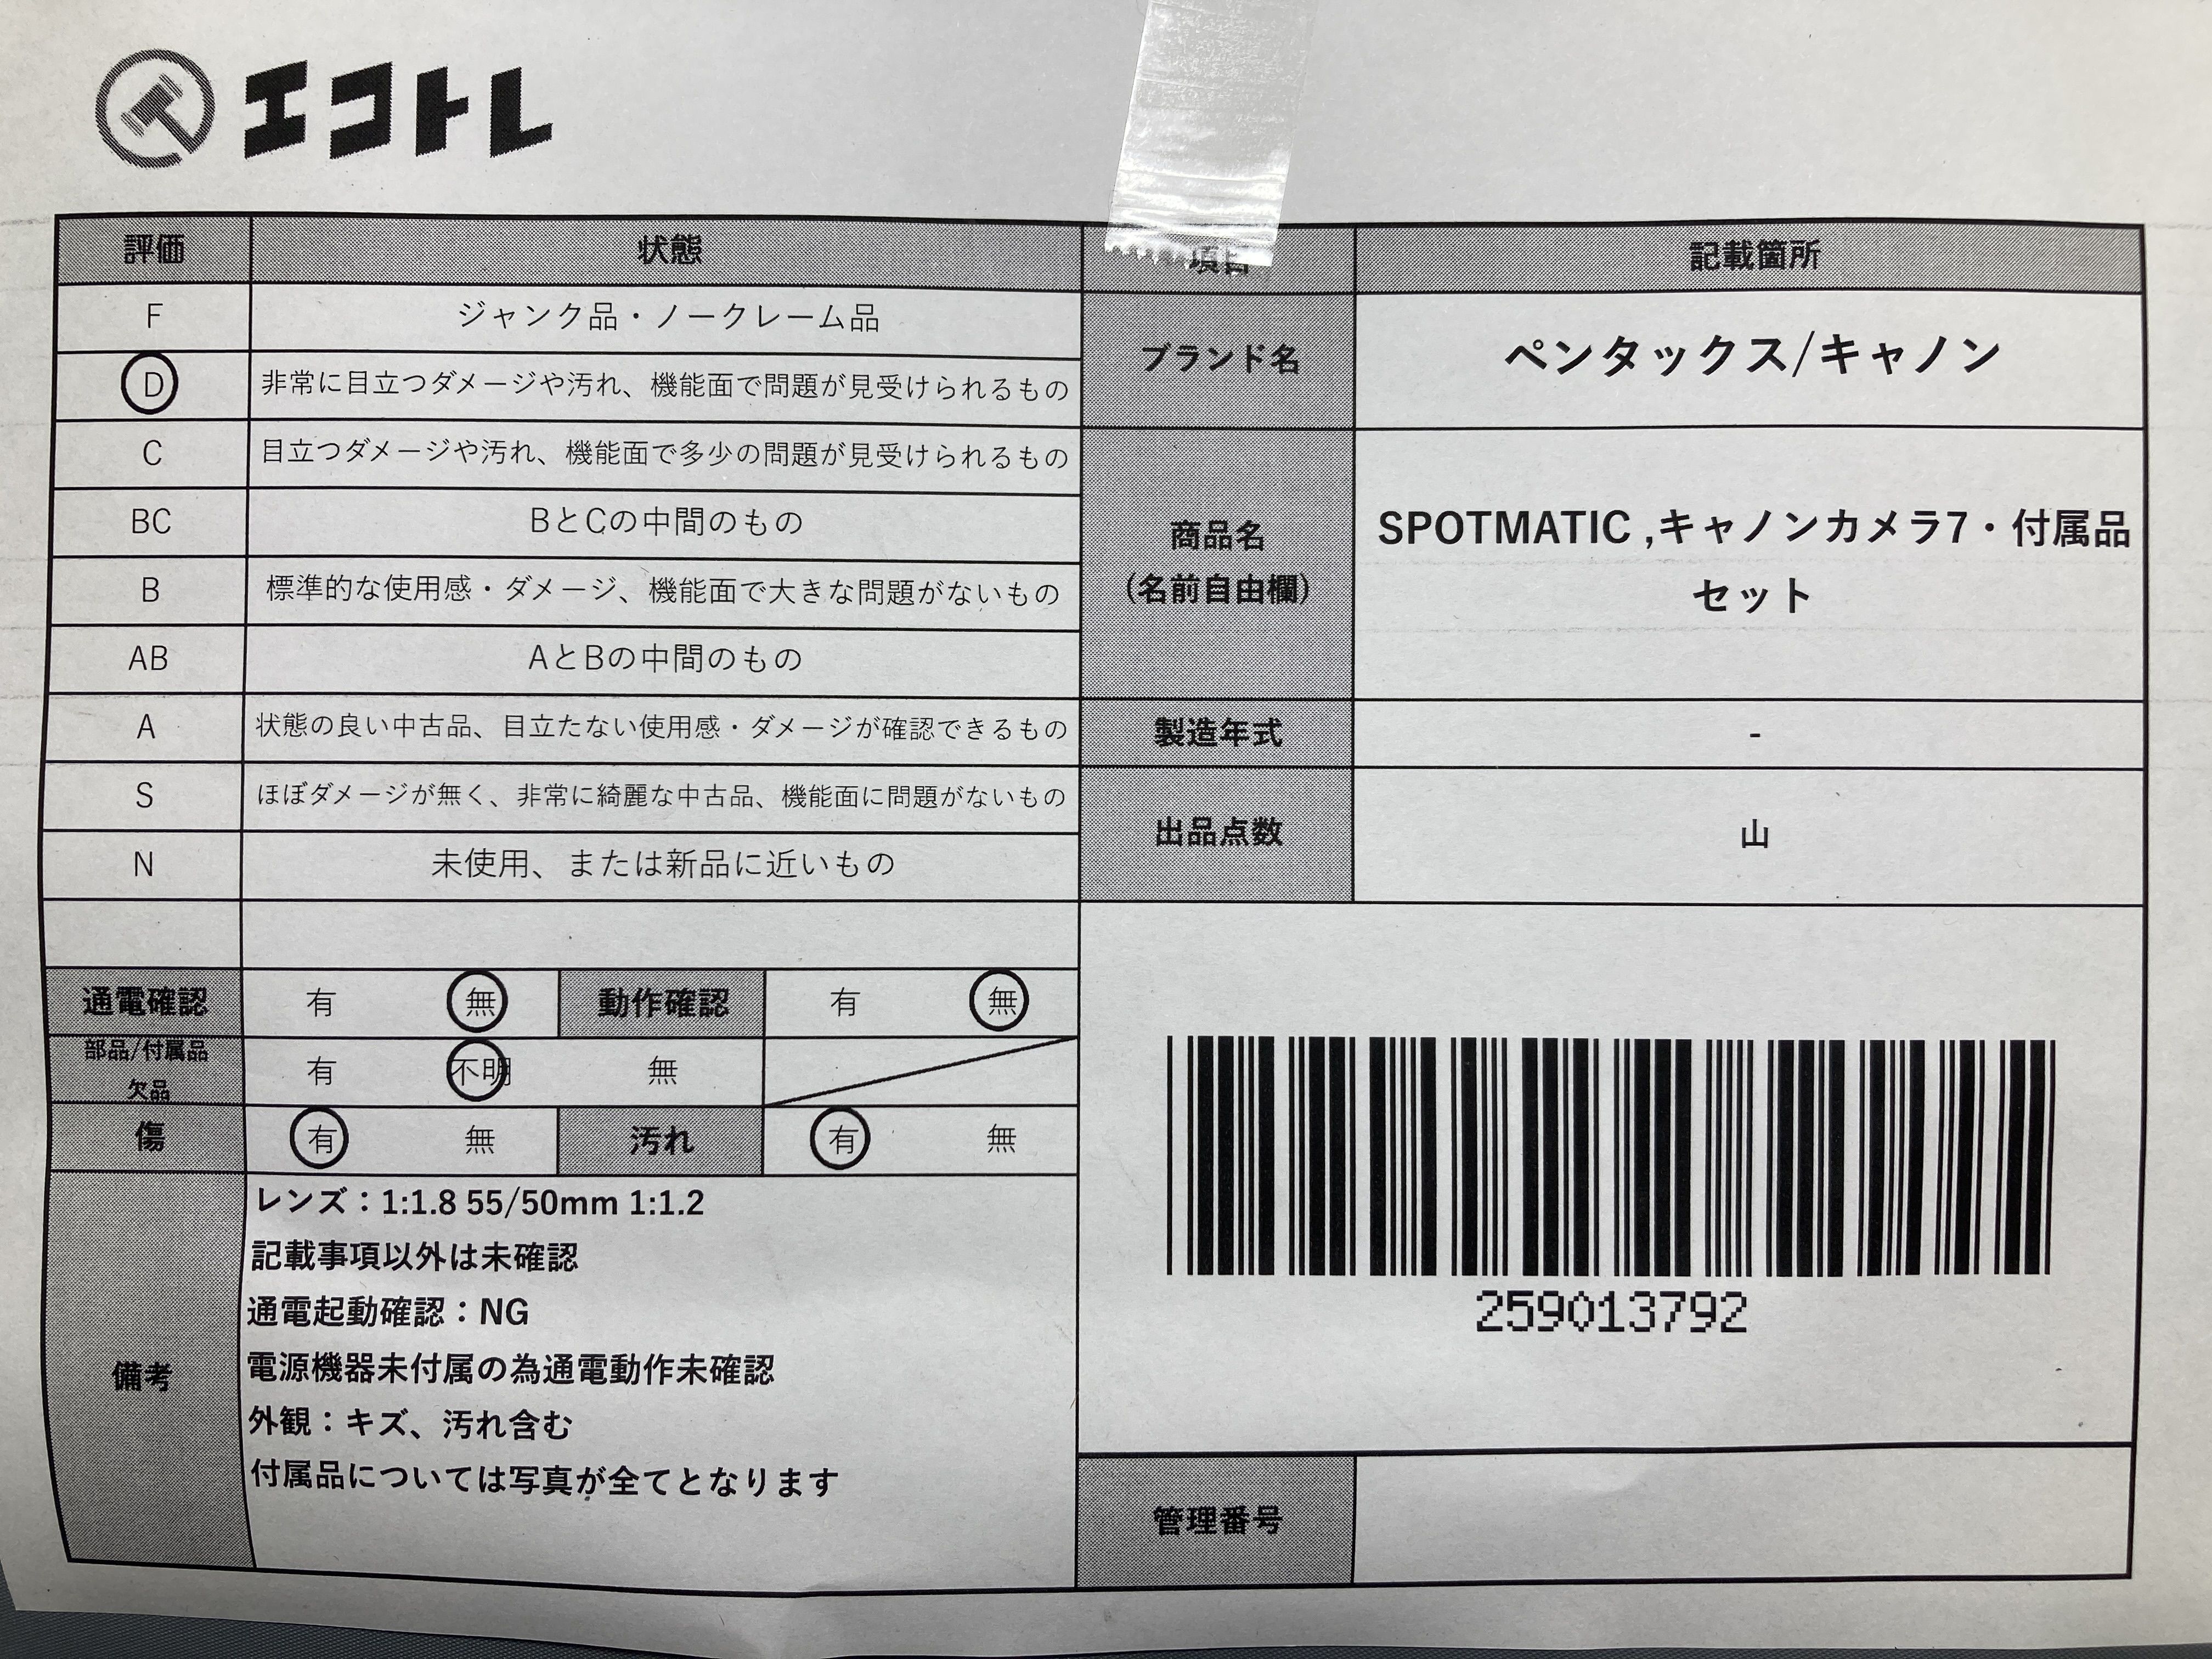 エコトレ
評価 状態
F ジャンク品・ノークレーム品
D 非常に目立つダメージや汚れ、機能面で問題が見受けられるもの
C 目立つダメージや汚れ、機能面で多少の問題が見受けられるもの
BC BとCの中間のもの
B 標準的な使用感・ダメージ、機能面で大きな問題がないもの
AB AとBの中間のもの
A 状態の良い中古品、目立たない使用感・ダメージが確認できるもの
S ほぼダメージが無く、非常に綺麗な中古品、機能面に問題がないもの
N 未使用、または新品に近いもの
通電確認 有 無 動作確認 有 無
部品/付属品
欠品
有 不明 無
傷 有 無 汚れ 有 無
備考
レンズ：1:1.8 55/50mm 1:1.2
記載事項以外は未確認
通電起動確認：NG
電源機器未付属の為通電動作未確認
外観：キズ、汚れ含む
付属品については写真が全てとなります
項目 記載箇所
ブランド名 ペンタックス/キャノン
商品名
(名前自由欄)
SPOTMATIC ,キャノンカメラ7・付属品
セット
製造年式 -
出品点数 山
259013792
管理番号